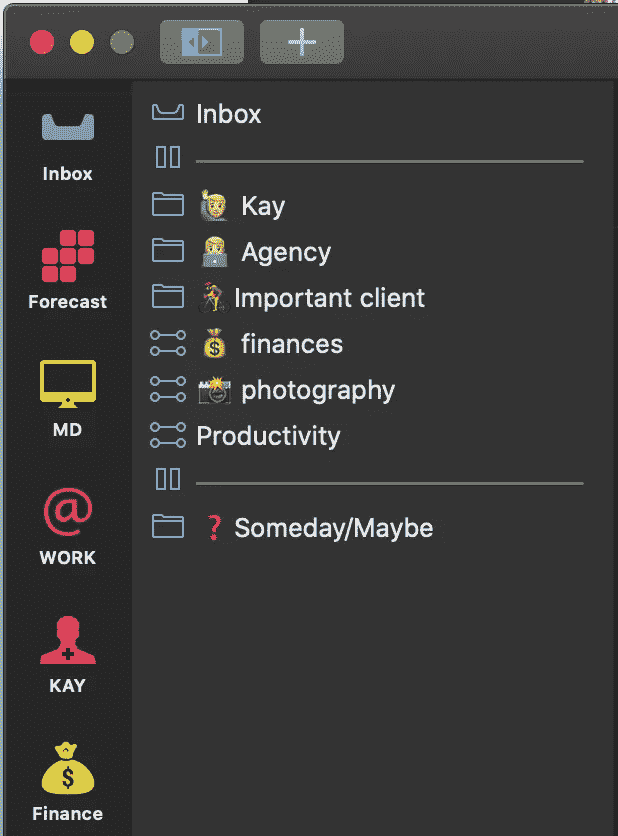 Inbox
Forecast
MD
@
WORK
KAY
$
Finance
Inbox
Kay
Agency
Important client
finances
photography
Productivity
❓ Someday/Maybe